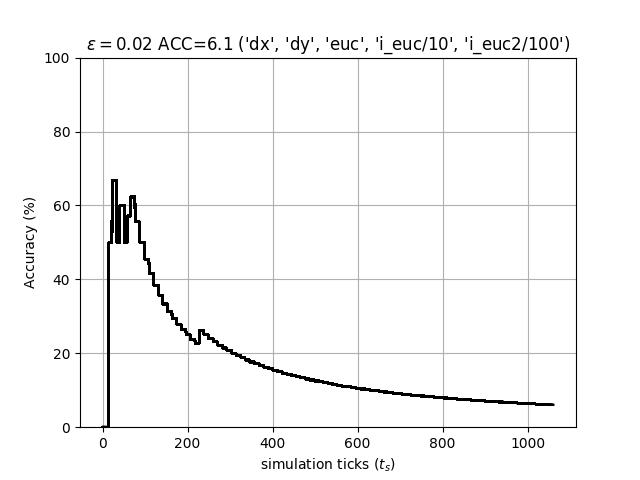 ε = 0.02 ACC=6.1 ('dx', 'dy', 'euc', 'i_euc/10', 'i_euc2/100')
100
80
60
40
20
0
Accuracy (%)
0 200 400 600 800 1000
simulation ticks (tₛ)